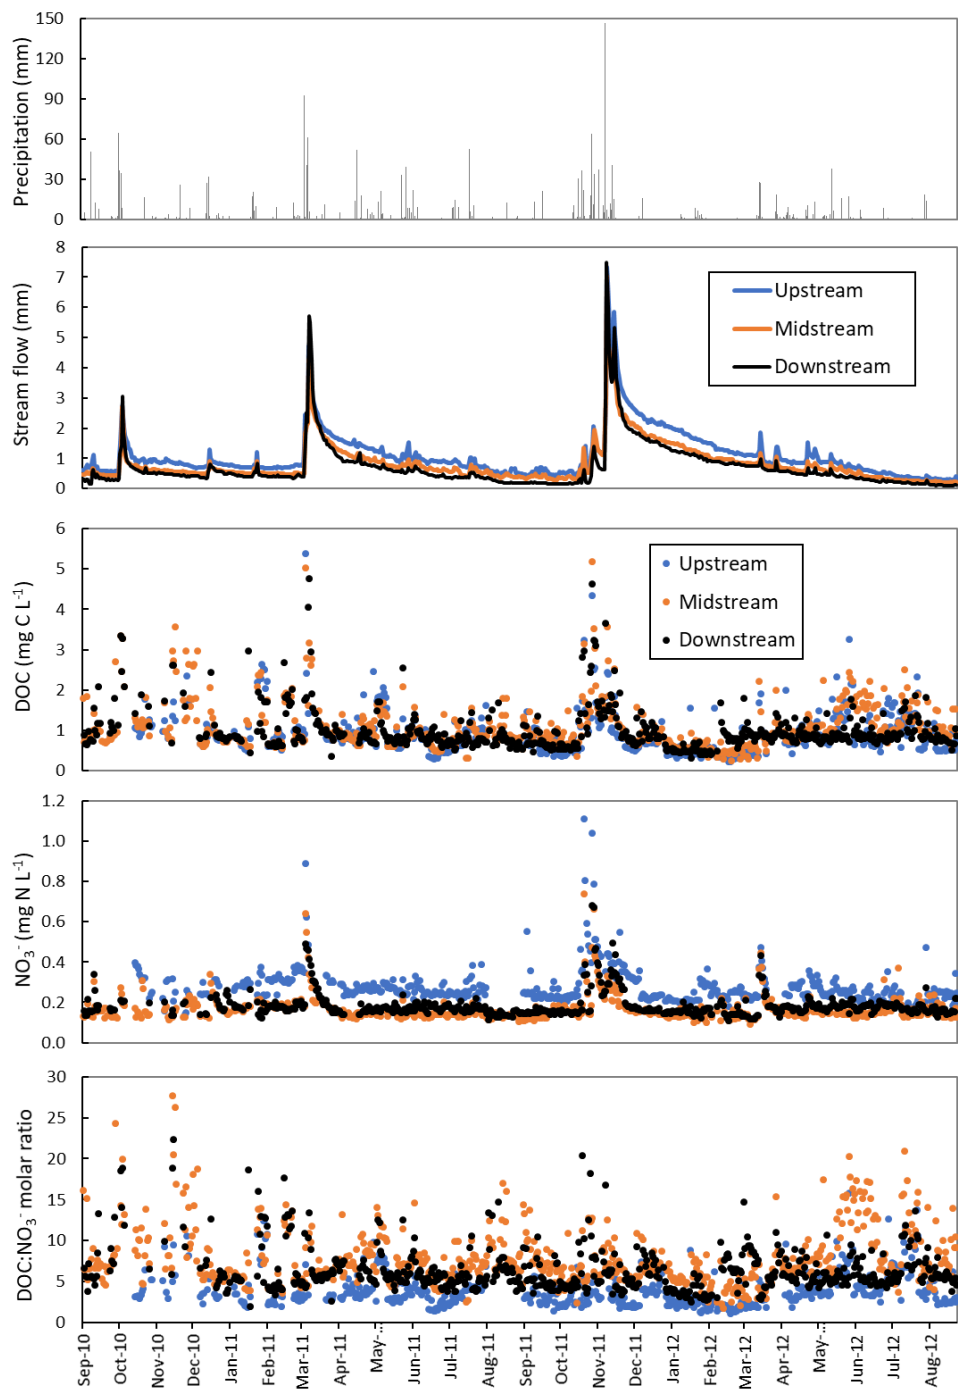 Precipitation (mm)
150
120
90
60
30
0
Stream flow (mm)
8
7
6
5
4
3
2
1
0
Upstream
Midstream
Downstream
DOC (mg C L-1)
6
5
4
3
2
1
0
Upstream
Midstream
Downstream
NO3- (mg N L-1)
1.2
1.0
0.8
0.6
0.4
0.2
0.0
DOC:NO3- molar ratio
30
25
20
15
10
5
0
Sep-10
Oct-10
Nov-10
Dec-10
Jan-11
Feb-11
Mar-11
Apr-11
May-...
Jun-11
Jul-11
Aug-11
Sep-11
Oct-11
Nov-11
Dec-11
Jan-12
Feb-12
Mar-12
Apr-12
May-...
Jun-12
Jul-12
Aug-12